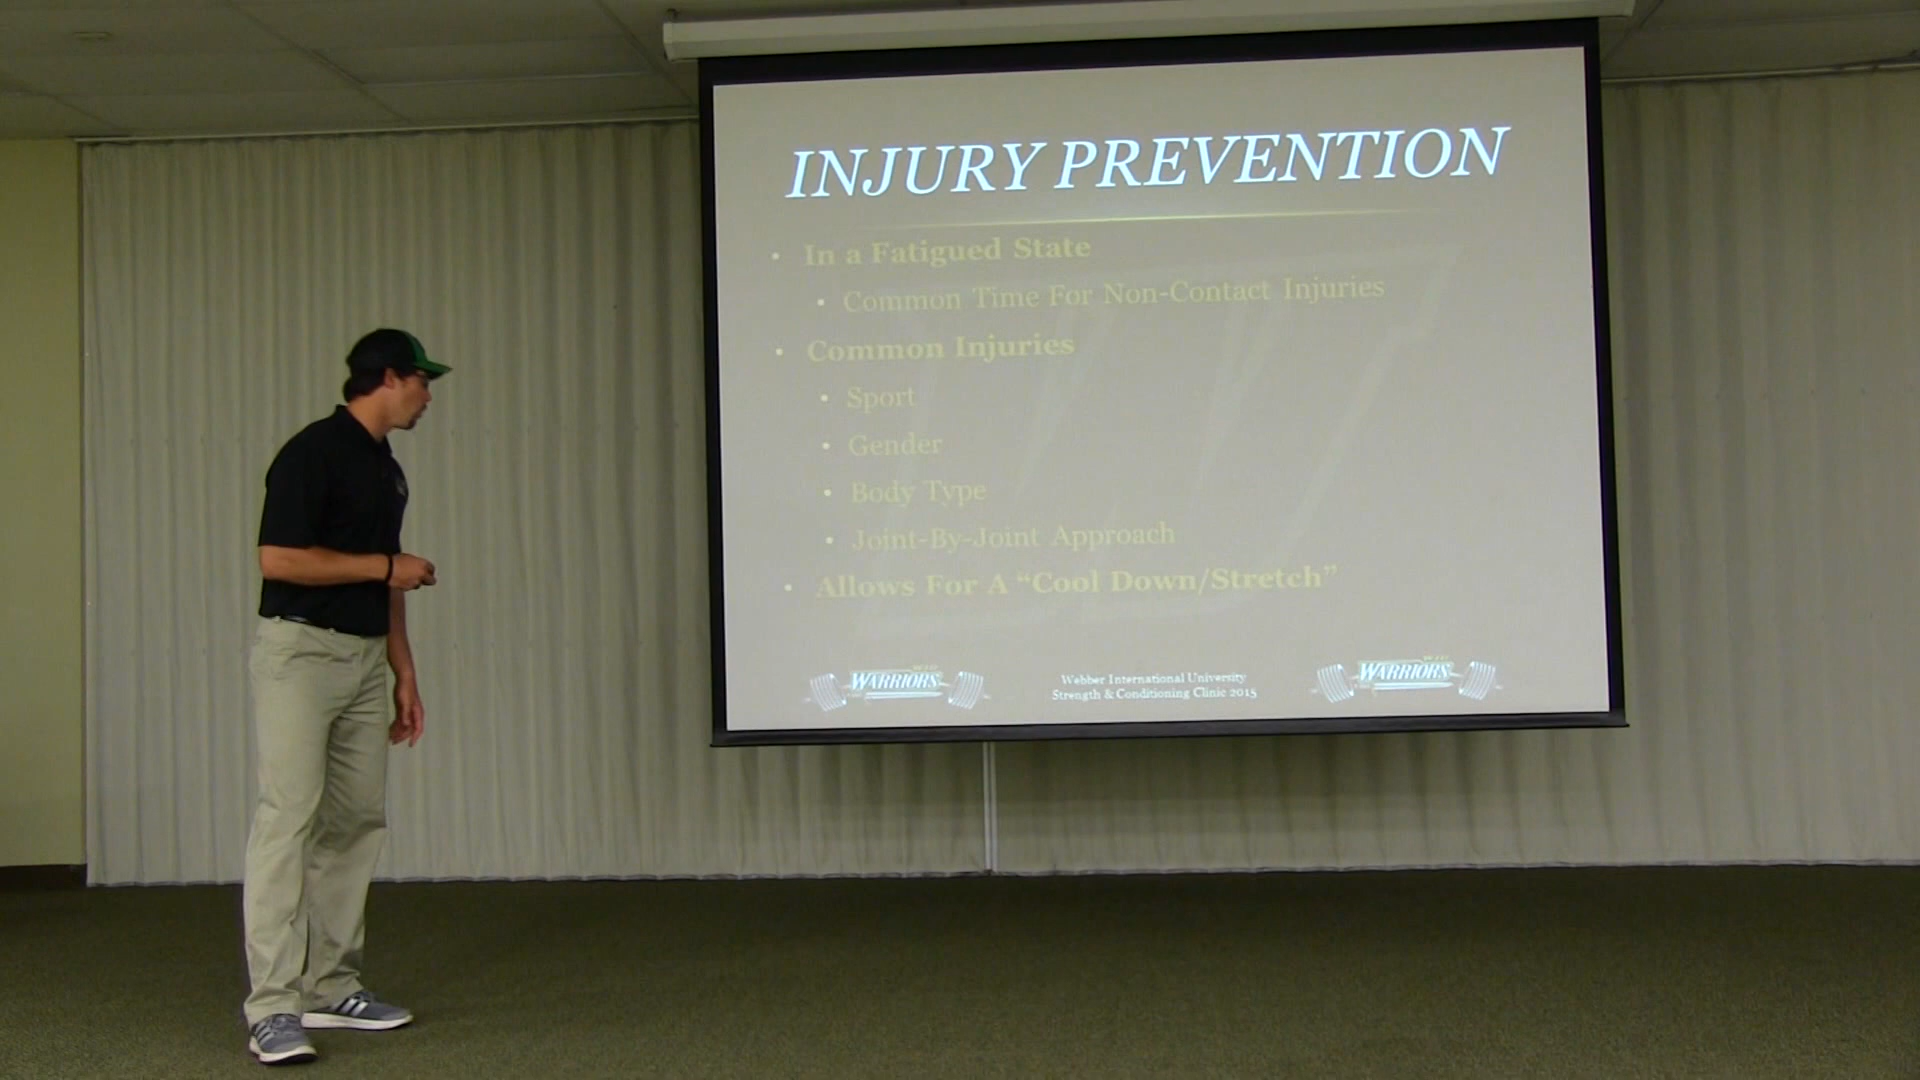 INJURY PREVENTION
• In a Fatigued State
• Common Time For Non-Contact Injuries
• Common Injuries
• Sport
• Gender
• Body Type
• Joint-By-Joint Approach
• Allows For A “Cool Down/Stretch”
WARRIORS
Webber International University
Strength & Conditioning Clinic 2015
WARRIORS